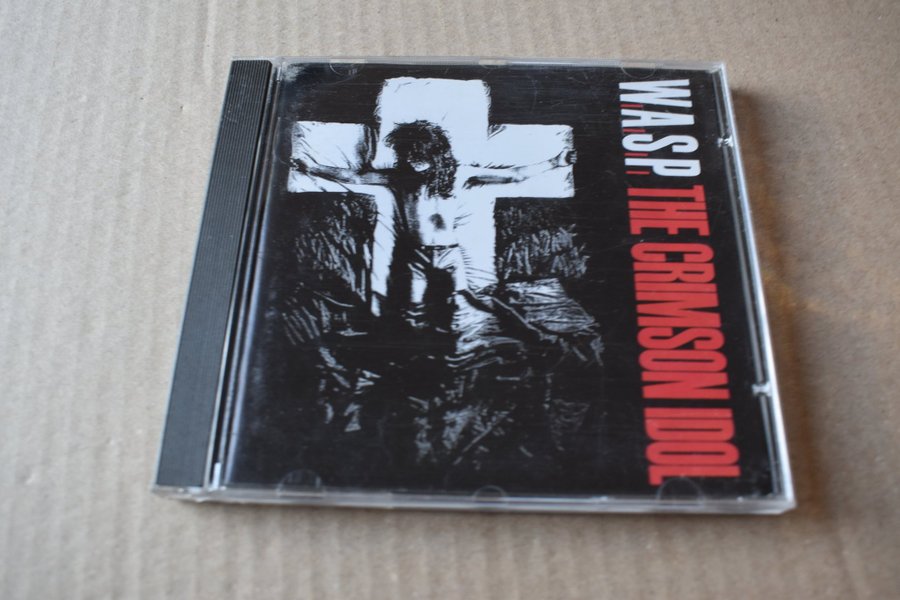 W.A.S.P. THE CRIMSON IDOL